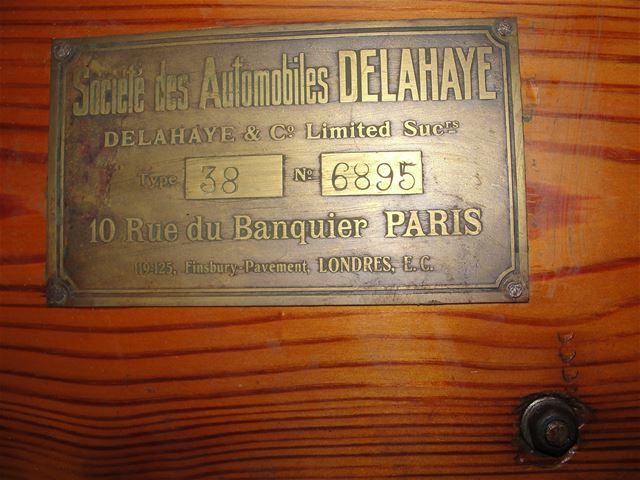 Société des Automobiles DELAHAYE
DELAHAYE & Co Limited Sucrs
Type 38 No 6895
10 Rue du Banquier PARIS
119-125, Finsbury-Pavement, LONDRES, E. C.